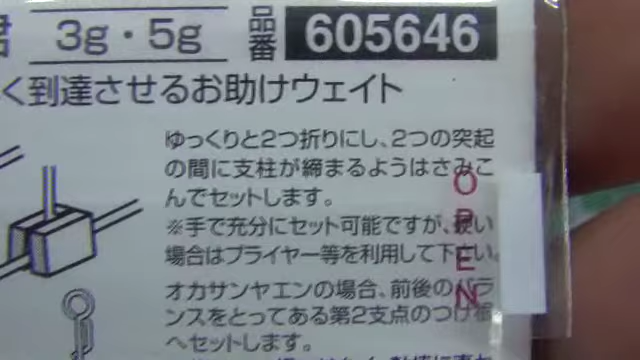 3g・5g 品番 605646
く到達させるお助けウェイト
ゆっくりと2つ折りにし、2つの突起
の間に支柱が締まるようはさみこ
んでセットします。
※手で充分にセット可能ですが、硬い
場合はプライヤー等を利用して下さい。
オカサンヤエンの場合、前後のバラ
ンスをとってある第2支点のつけ根
へセットします。
OPEN